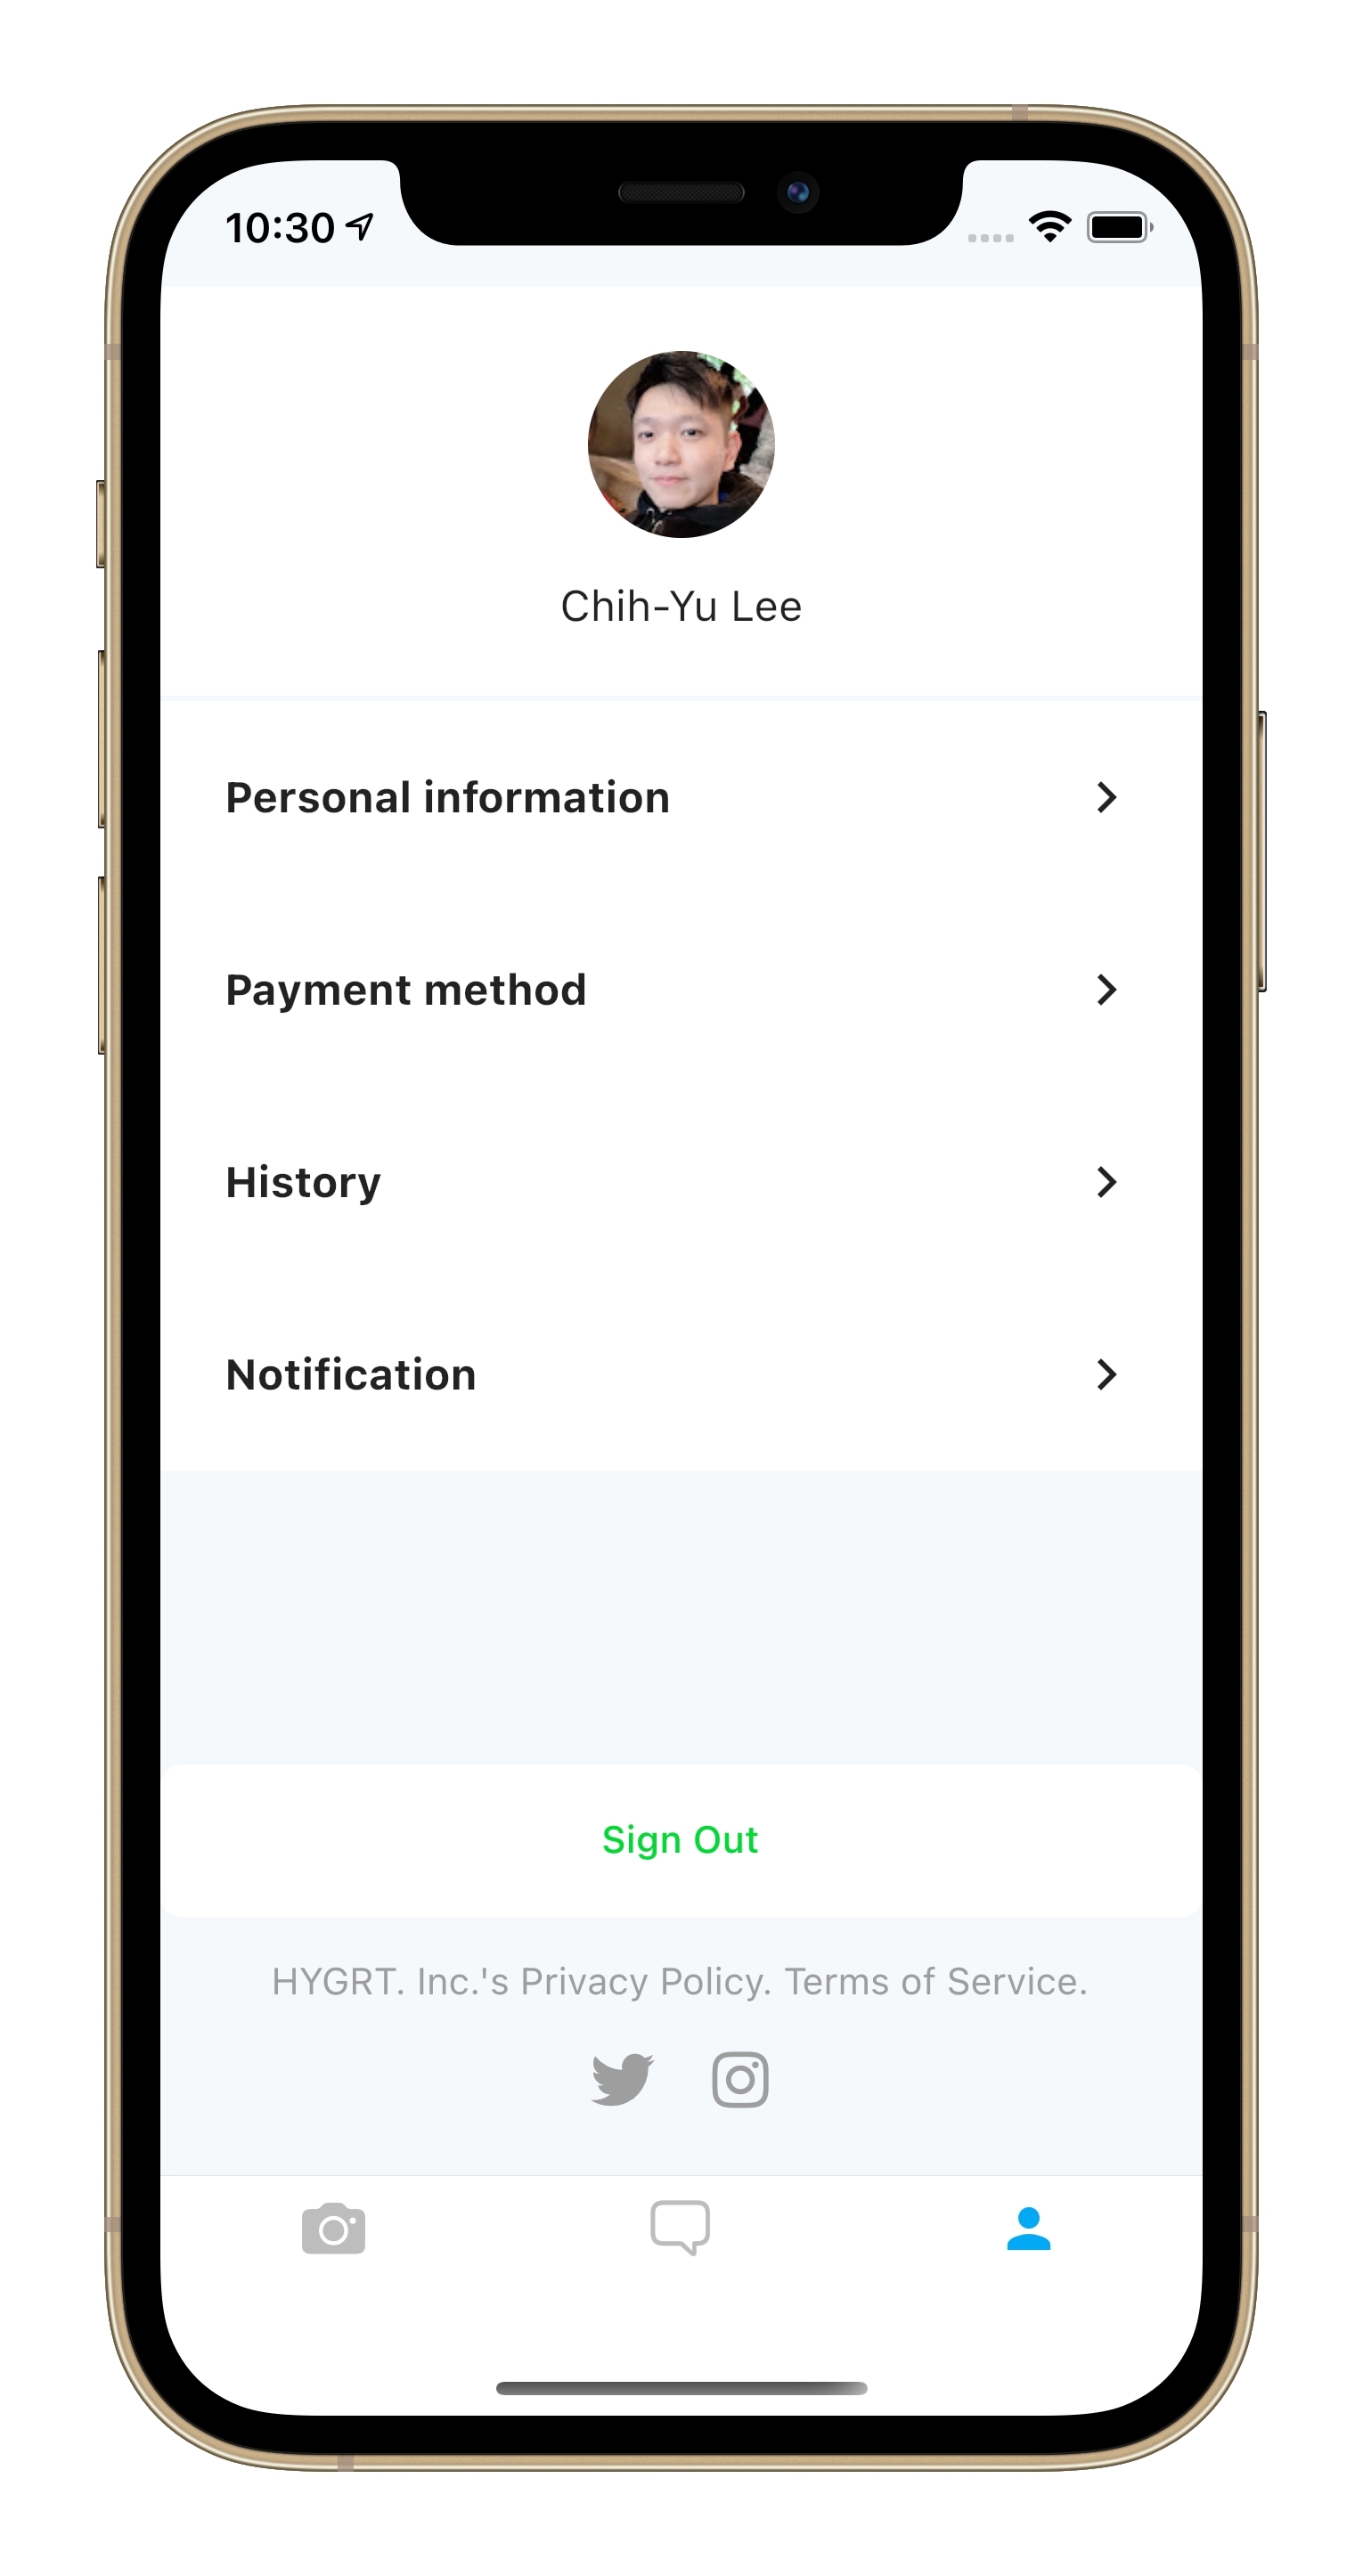 10:30
Chih-Yu Lee
Personal information
Payment method
History
Notification
Sign Out
HYGRT. Inc.'s Privacy Policy. Terms of Service.